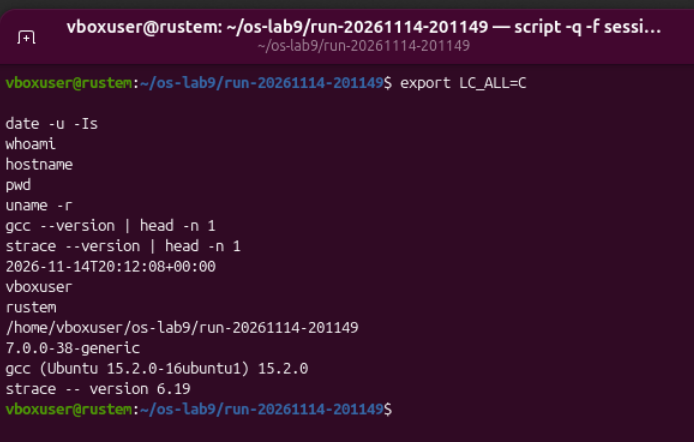 vboxuser@rustem: ~/os-lab9/run-20261114-201149 — script -q -f sessi…
~/os-lab9/run-20261114-201149
vboxuser@rustem:~/os-lab9/run-20261114-201149$ export LC_ALL=C
date -u -Is
whoami
hostname
pwd
uname -r
gcc --version | head -n 1
strace --version | head -n 1
2026-11-14T20:12:08+00:00
vboxuser
rustem
/home/vboxuser/os-lab9/run-20261114-201149
7.0.0-38-generic
gcc (Ubuntu 15.2.0-16ubuntu1) 15.2.0
strace -- version 6.19
vboxuser@rustem:~/os-lab9/run-20261114-201149$